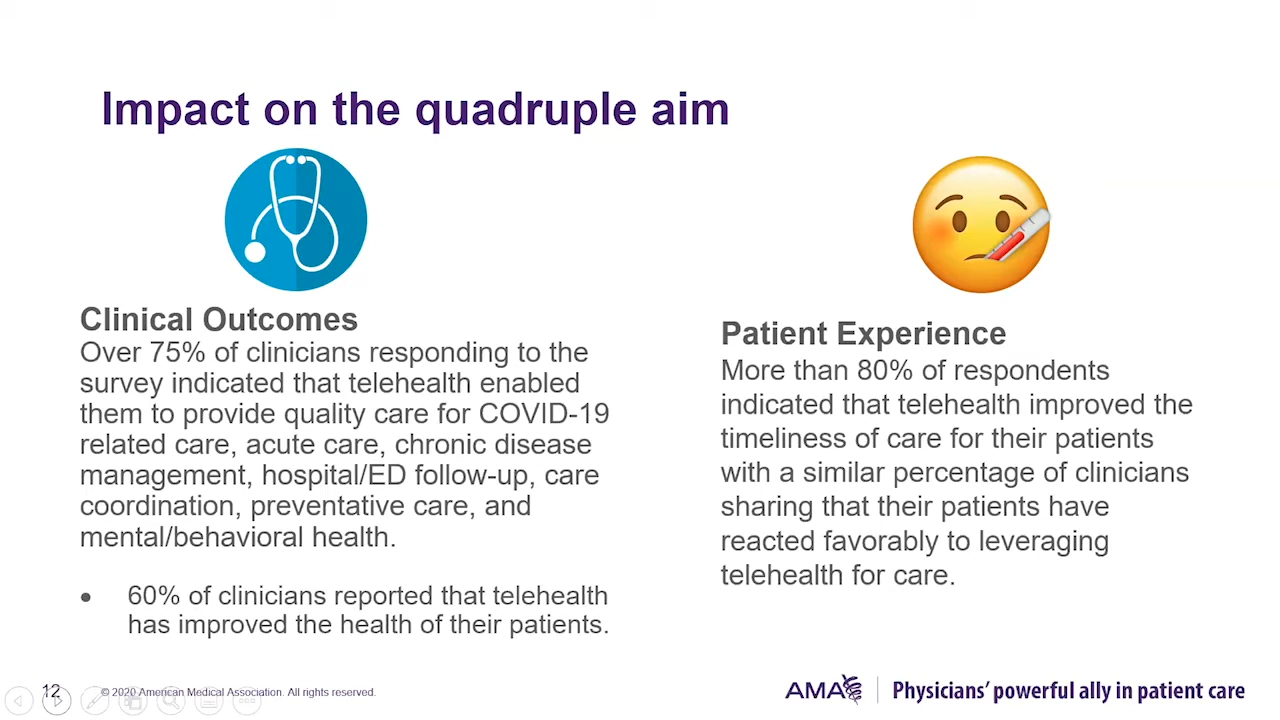 Impact on the quadruple aim
Clinical Outcomes
Over 75% of clinicians responding to the
survey indicated that telehealth enabled
them to provide quality care for COVID-19
related care, acute care, chronic disease
management, hospital/ED follow-up, care
coordination, preventative care, and
mental/behavioral health.
• 60% of clinicians reported that telehealth
has improved the health of their patients.
Patient Experience
More than 80% of respondents
indicated that telehealth improved the
timeliness of care for their patients
with a similar percentage of clinicians
sharing that their patients have
reacted favorably to leveraging
telehealth for care.
12
© 2020 American Medical Association. All rights reserved.
AMA
Physicians' powerful ally in patient care